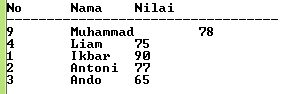 No Nama Nilai
----------------------------------
9 Muhammad 78
4 Liam 75
1 Ikbar 90
2 Antoni 77
3 Ando 65